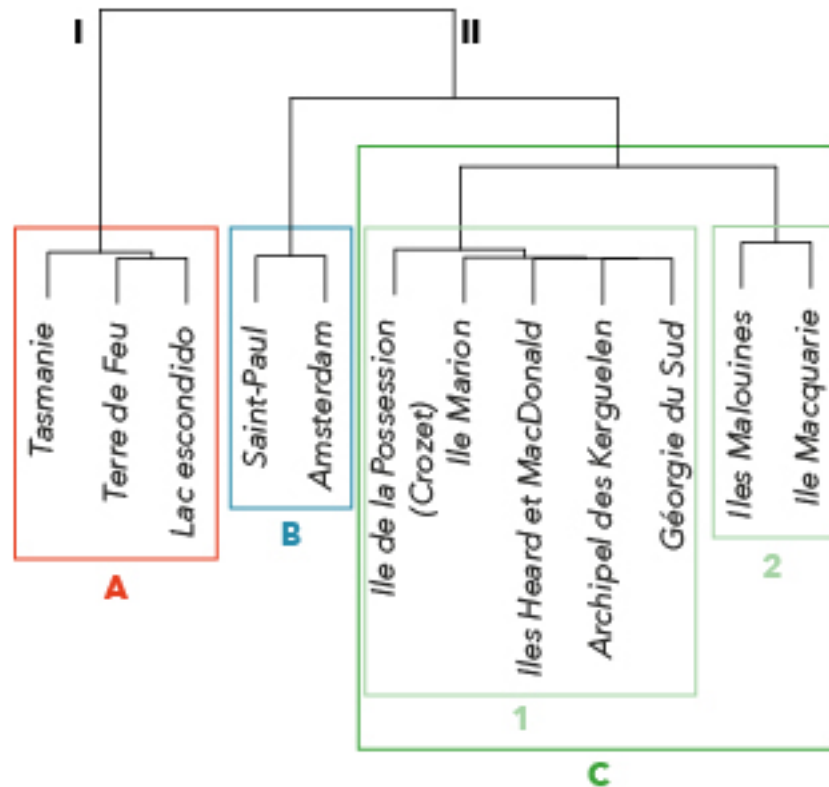 I
II
Tasmanie
Terre de Feu
Lac escondido
Saint-Paul
Amsterdam
Ile de la Possession
(Crozet)
Ile Marion
Iles Heard et MacDonald
Archipel des Kerguelen
Géorgie du Sud
Iles Malouines
Ile Macquarie
A
B
1
2
C